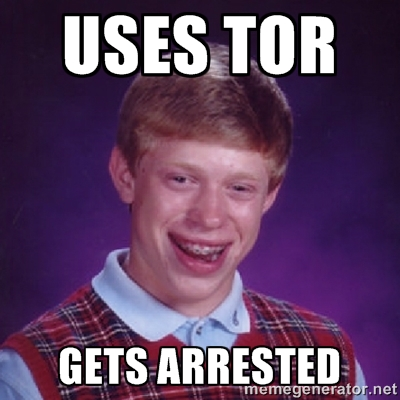 USES TOR
GETS ARRESTED
memegenerator.net